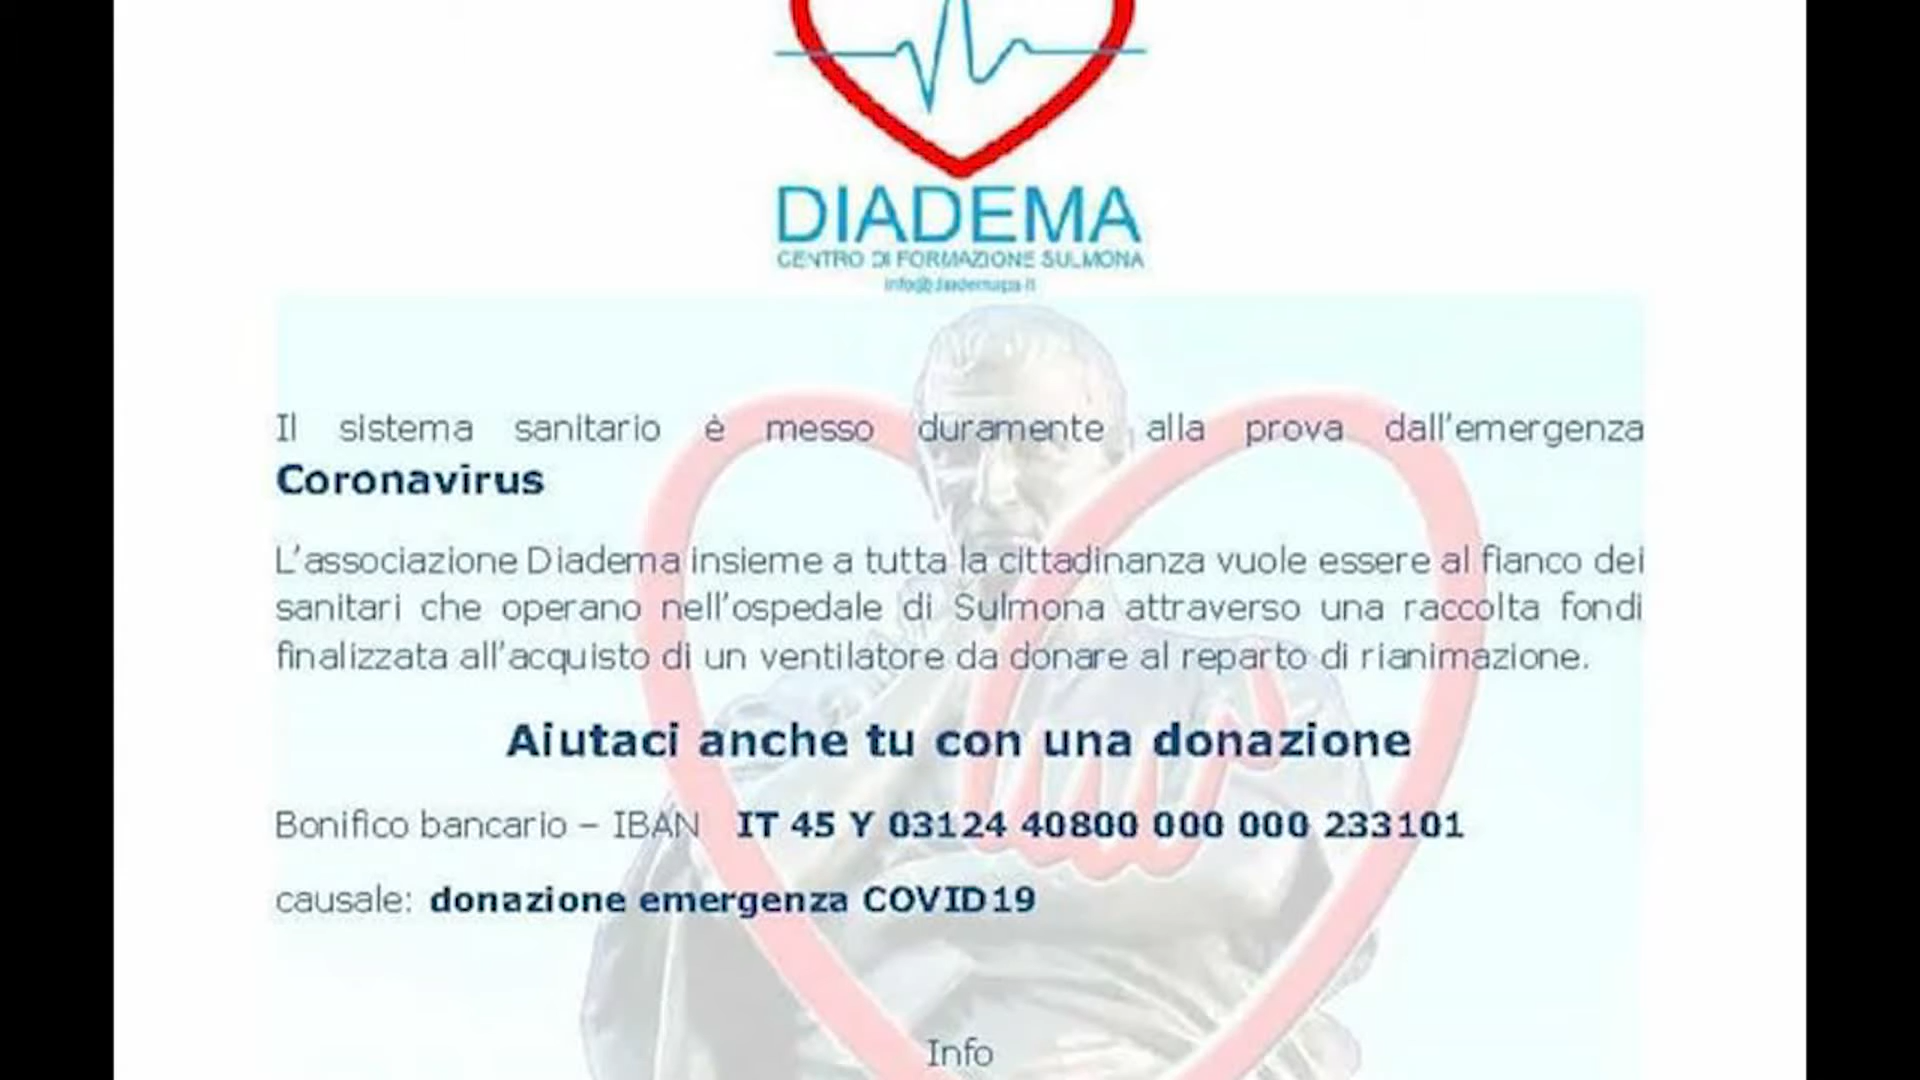 DIADEMA
CENTRO DI FORMAZIONE SULMONA
Il sistema sanitario è messo duramente alla prova dall'emergenza
Coronavirus
L'associazione Diadema insieme a tutta la cittadinanza vuole essere al fianco dei
sanitari che operano nell'ospedale di Sulmona attraverso una raccolta fondi
finalizzata all'acquisto di un ventilatore da donare al reparto di rianimazione.
Aiutaci anche tu con una donazione
Bonifico bancario – IBAN IT 45 Y 03124 40800 000 000 233101
causale: donazione emergenza COVID19
Info